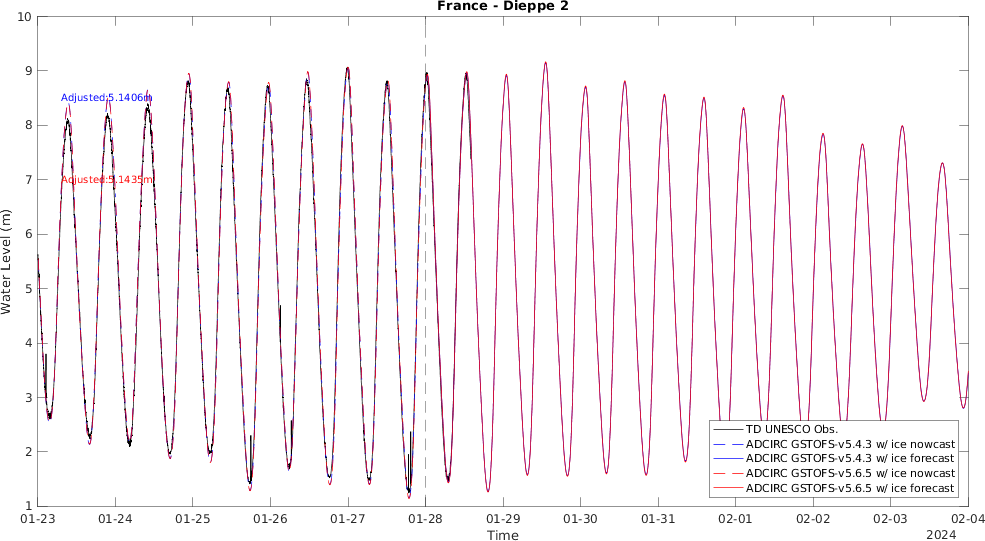 France - Dieppe 2
10
9
8
7
6
5
4
3
2
1
Water Level (m)
Adjusted:5.1406m
Adjusted:5.1435m
TD UNESCO Obs.
ADCIRC GSTOFS-v5.4.3 w/ ice nowcast
ADCIRC GSTOFS-v5.4.3 w/ ice forecast
ADCIRC GSTOFS-v5.6.5 w/ ice nowcast
ADCIRC GSTOFS-v5.6.5 w/ ice forecast
01-23 01-24 01-25 01-26 01-27 01-28 01-29 01-30 01-31 02-01 02-02 02-03 02-04
Time
2024